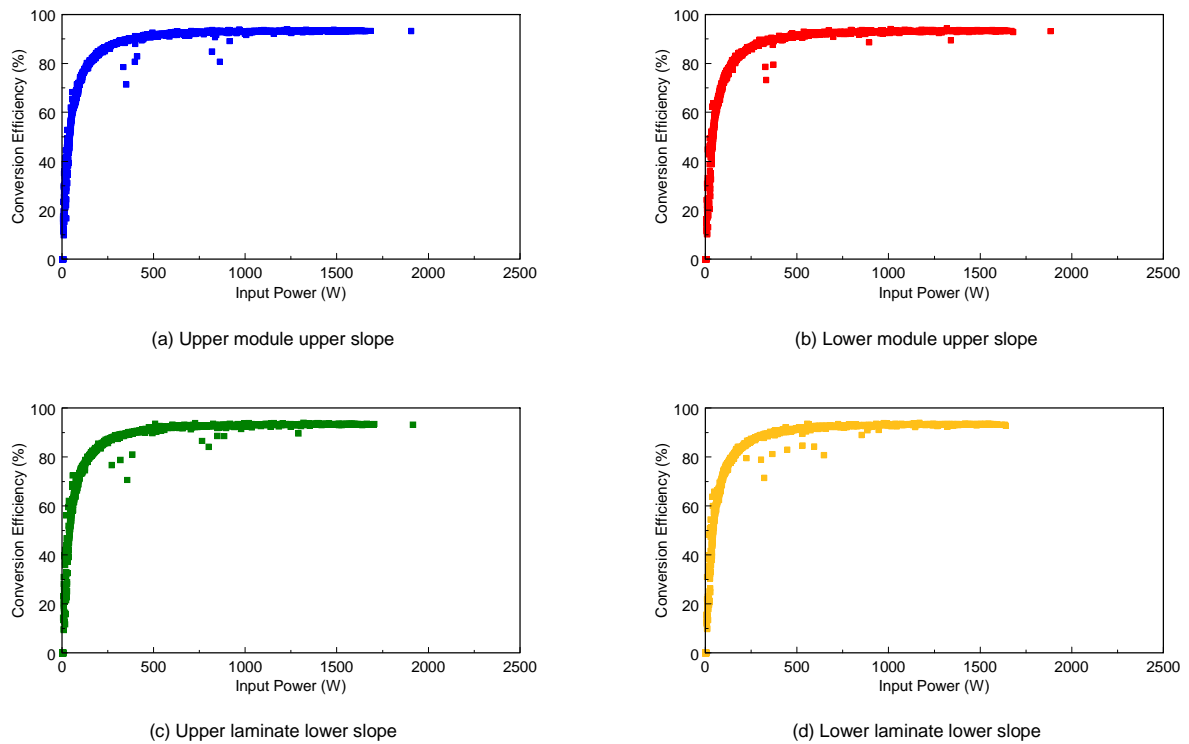 100
80
60
40
20
0
Conversion Efficiency (%)
0 500 1000 1500 2000 2500
Input Power (W)
(a) Upper module upper slope
100
80
60
40
20
0
Conversion Efficiency (%)
0 500 1000 1500 2000 2500
Input Power (W)
(b) Lower module upper slope
100
80
60
40
20
0
Conversion Efficiency (%)
0 500 1000 1500 2000 2500
Input Power (W)
(c) Upper laminate lower slope
100
80
60
40
20
0
Conversion Efficiency (%)
0 500 1000 1500 2000 2500
Input Power (W)
(d) Lower laminate lower slope